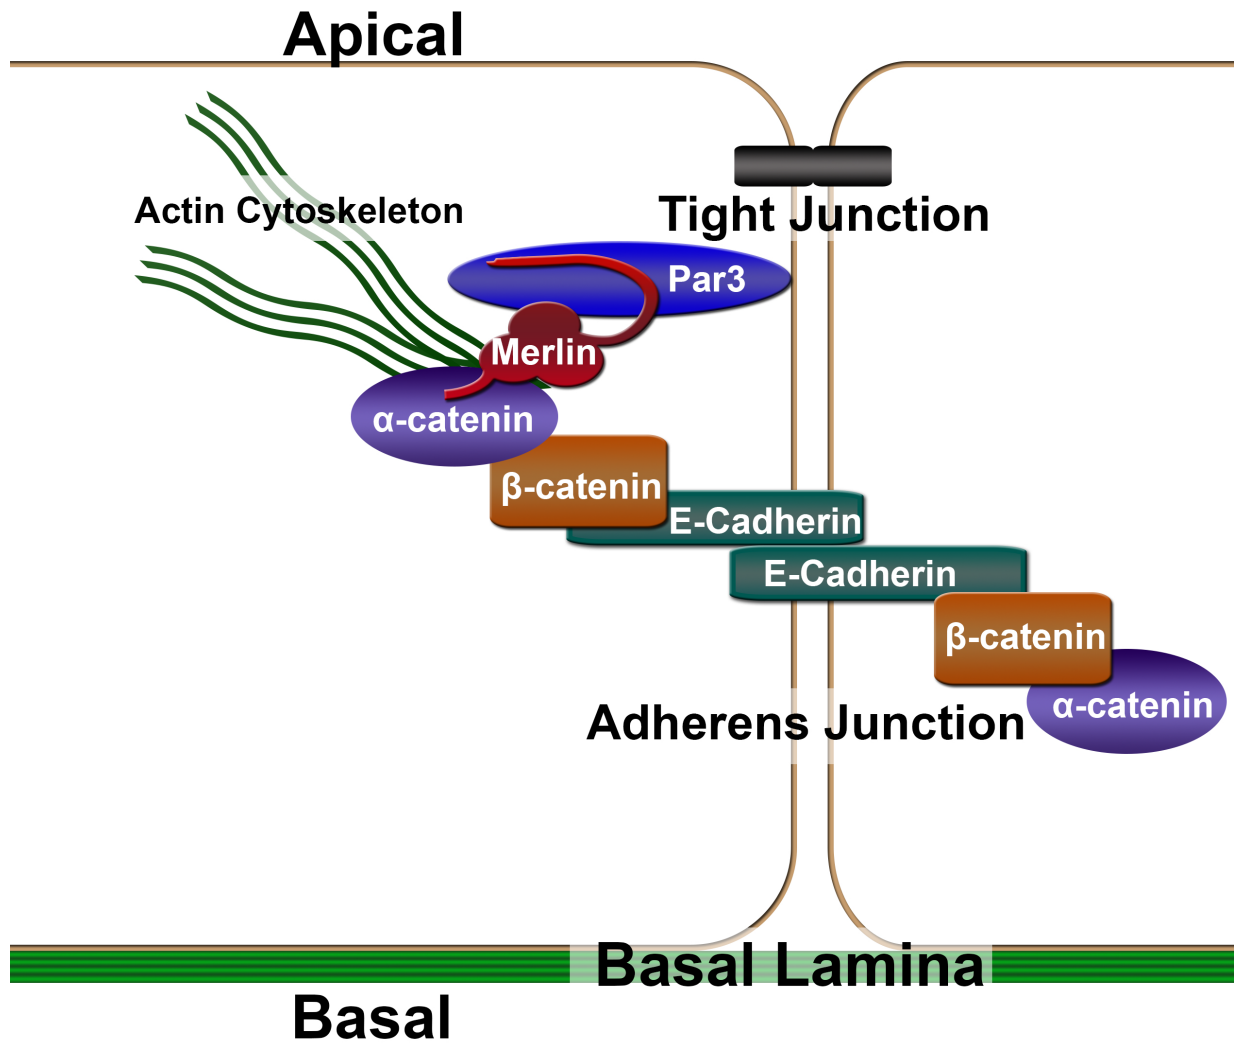 Apical
Actin Cytoskeleton
Tight Junction
Par3
Merlin
α-catenin
β-catenin
E-Cadherin
E-Cadherin
β-catenin
α-catenin
Adherens Junction
Basal Lamina
Basal